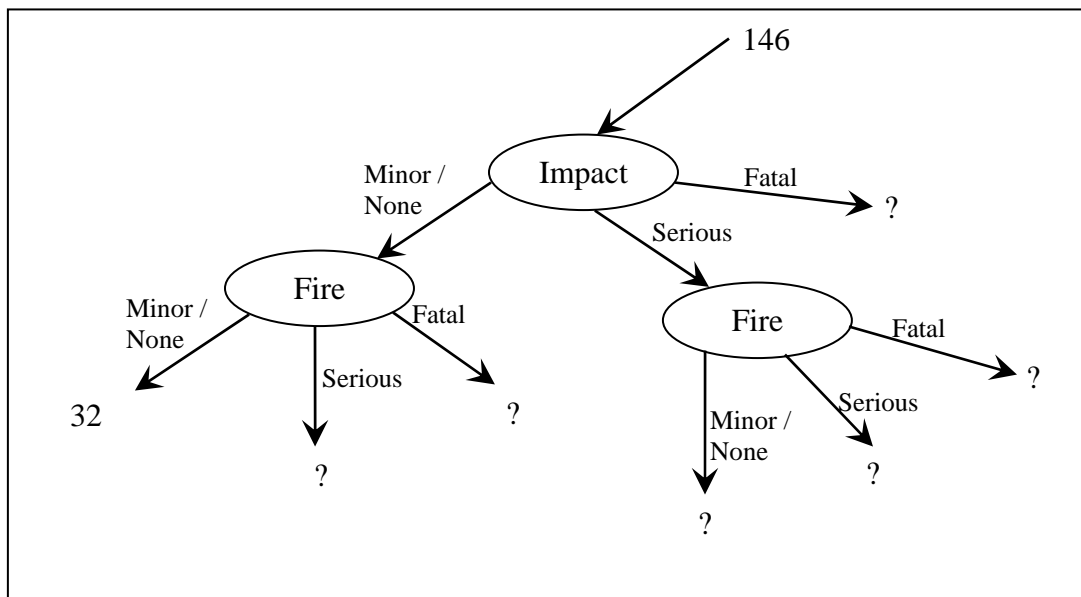 146
Impact
Minor /
None
Fatal
?
Serious
Fire
Minor /
None
Fatal
Serious
32
?
?
Fire
Fatal
?
Serious
Minor /
None
?
?